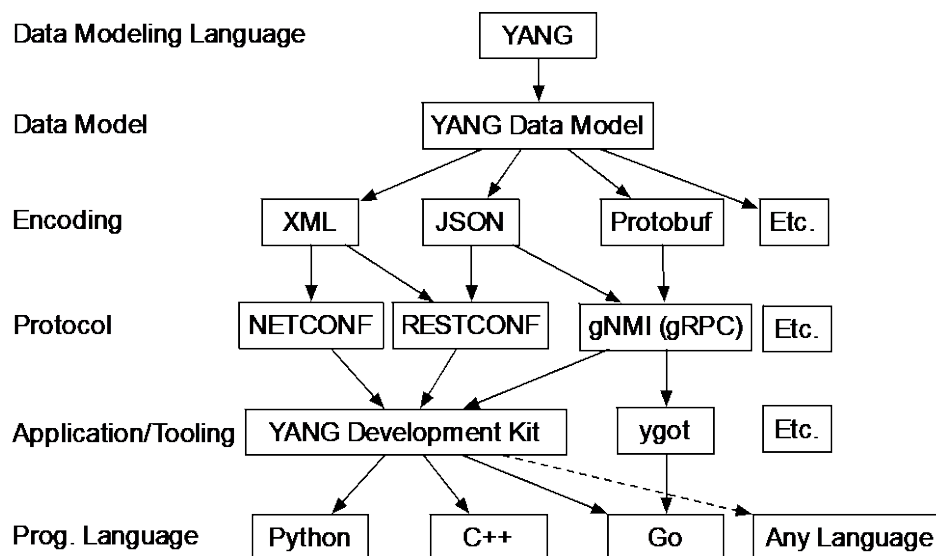 Data Modeling Language YANG
Data Model YANG Data Model
Encoding XML JSON Protobuf Etc.
Protocol NETCONF RESTCONF gNMI (gRPC) Etc.
Application/Tooling YANG Development Kit ygot Etc.
Prog. Language Python C++ Go Any Language